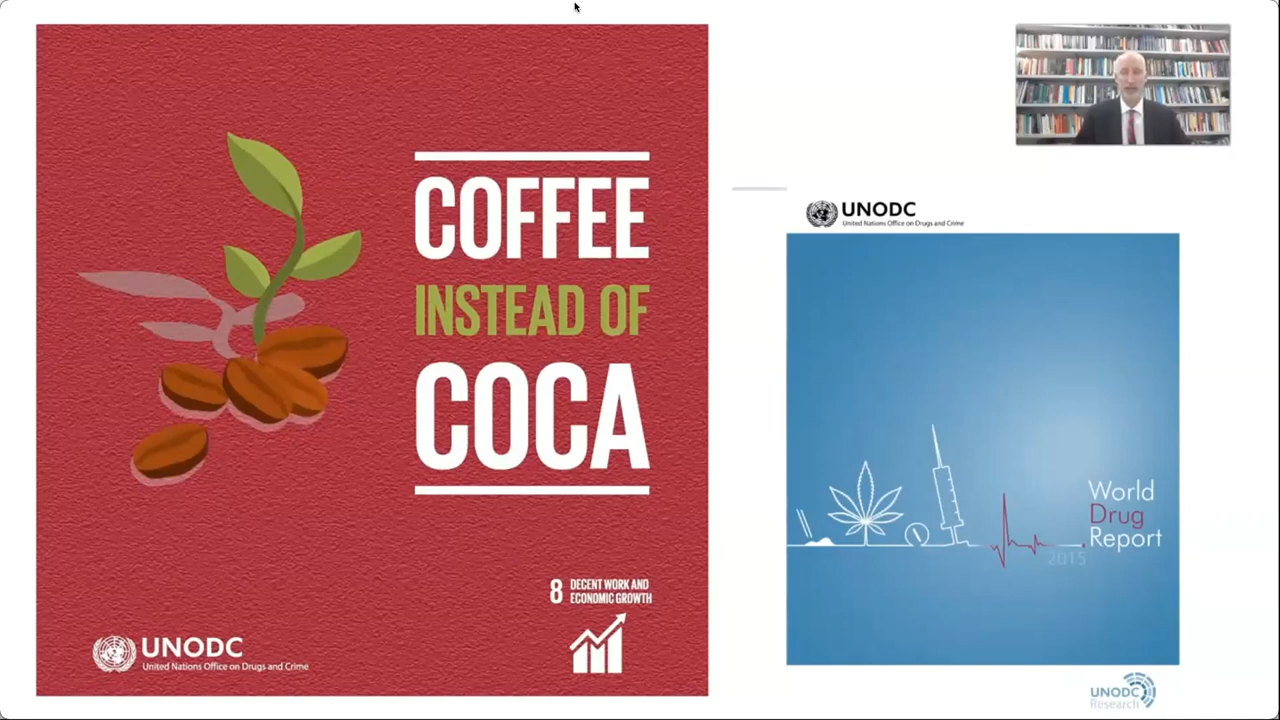 COFFEE
INSTEAD OF
COCA
8 DECENT WORK AND
ECONOMIC GROWTH
UNODC
United Nations Office on Drugs and Crime
UNODC
United Nations Office on Drugs and Crime
World
Drug
Report
2015
UNODC
Research